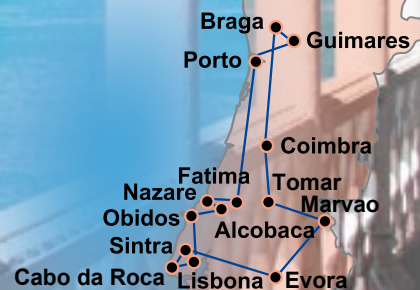 Braga
Guimares
Porto
Coimbra
Fatima
Tomar
Nazare
Marvao
Obidos
Alcobaca
Sintra
Cabo da Roca
Lisbona
Evora